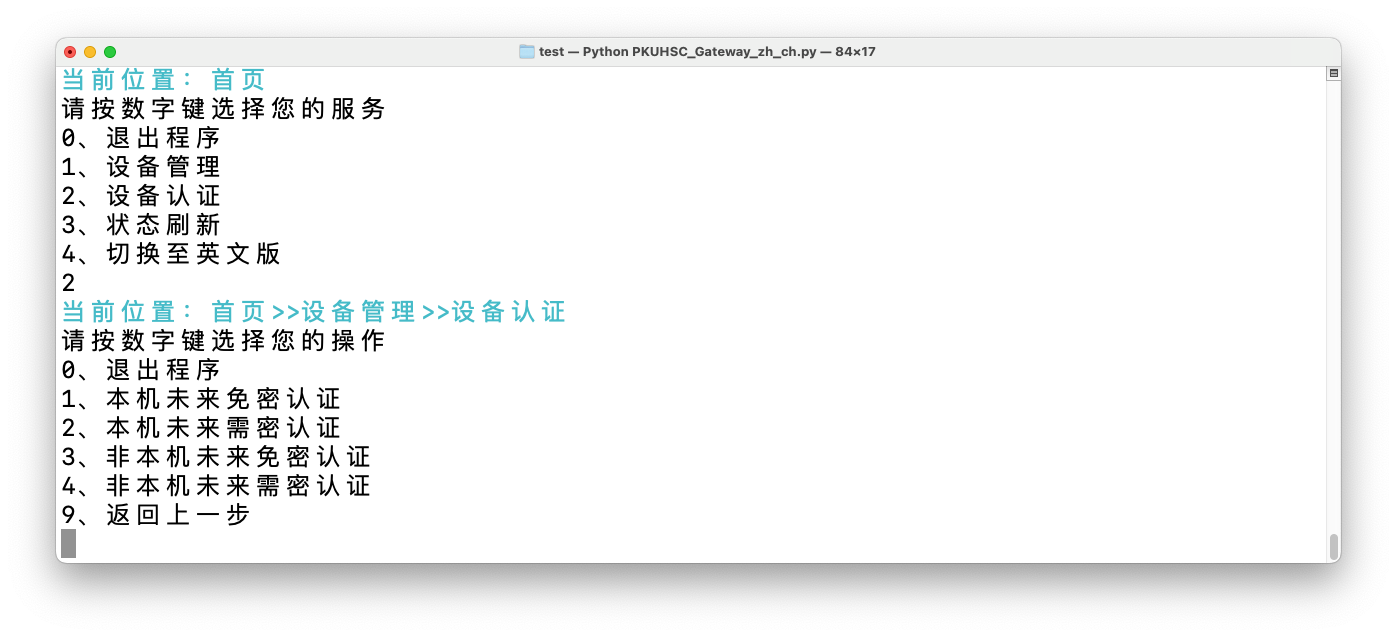 test — Python PKUHSC_Gateway_zh_ch.py — 84×17
当前位置：首页
请按数字键选择您的服务
0、退出程序
1、设备管理
2、设备认证
3、状态刷新
4、切换至英文版
2
当前位置：首页>>设备管理>>设备认证
请按数字键选择您的操作
0、退出程序
1、本机未来免密认证
2、本机未来需密认证
3、非本机未来免密认证
4、非本机未来需密认证
9、返回上一步